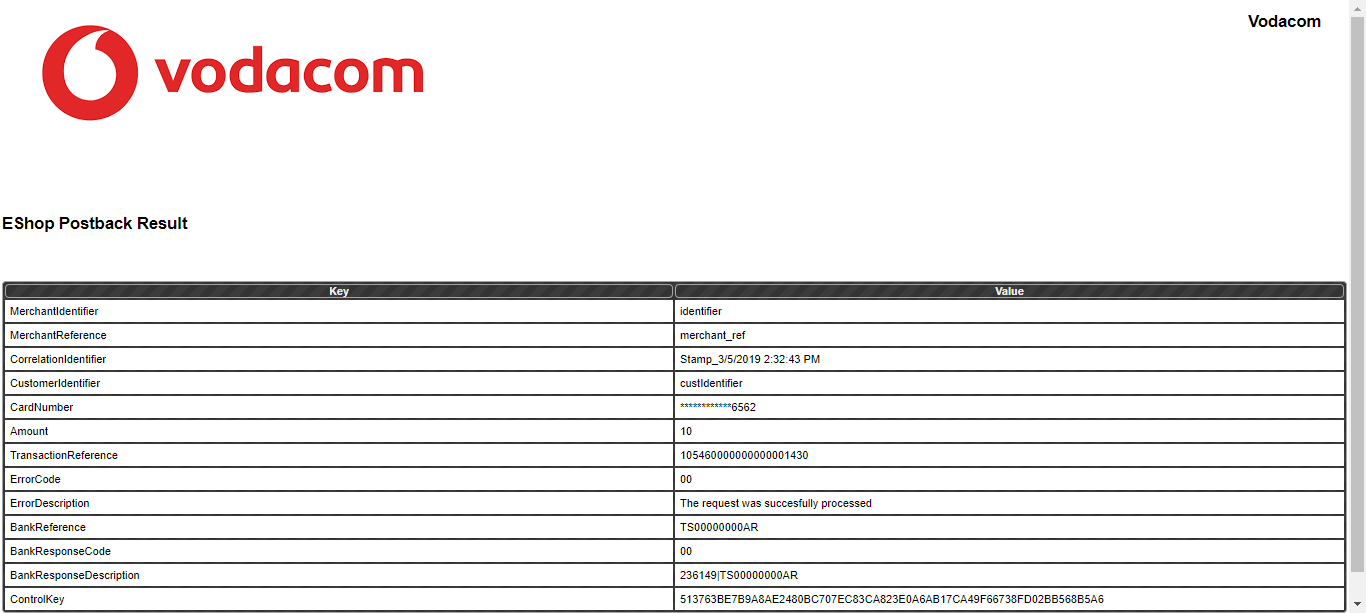 Vodacom
vodacom
EShop Postback Result
Key Value
MerchantIdentifier identifier
MerchantReference merchant_ref
CorrelationIdentifier Stamp_3/5/2019 2:32:43 PM
CustomerIdentifier custIdentifier
CardNumber ************6562
Amount 10
TransactionReference 105460000000000001430
ErrorCode 00
ErrorDescription The request was succesfully processed
BankReference TS00000000AR
BankResponseCode 00
BankResponseDescription 236149|TS00000000AR
ControlKey 513763BE7B9A8AE2480BC707EC83CA823E0A6AB17CA49F66738FD02BB568B5A6